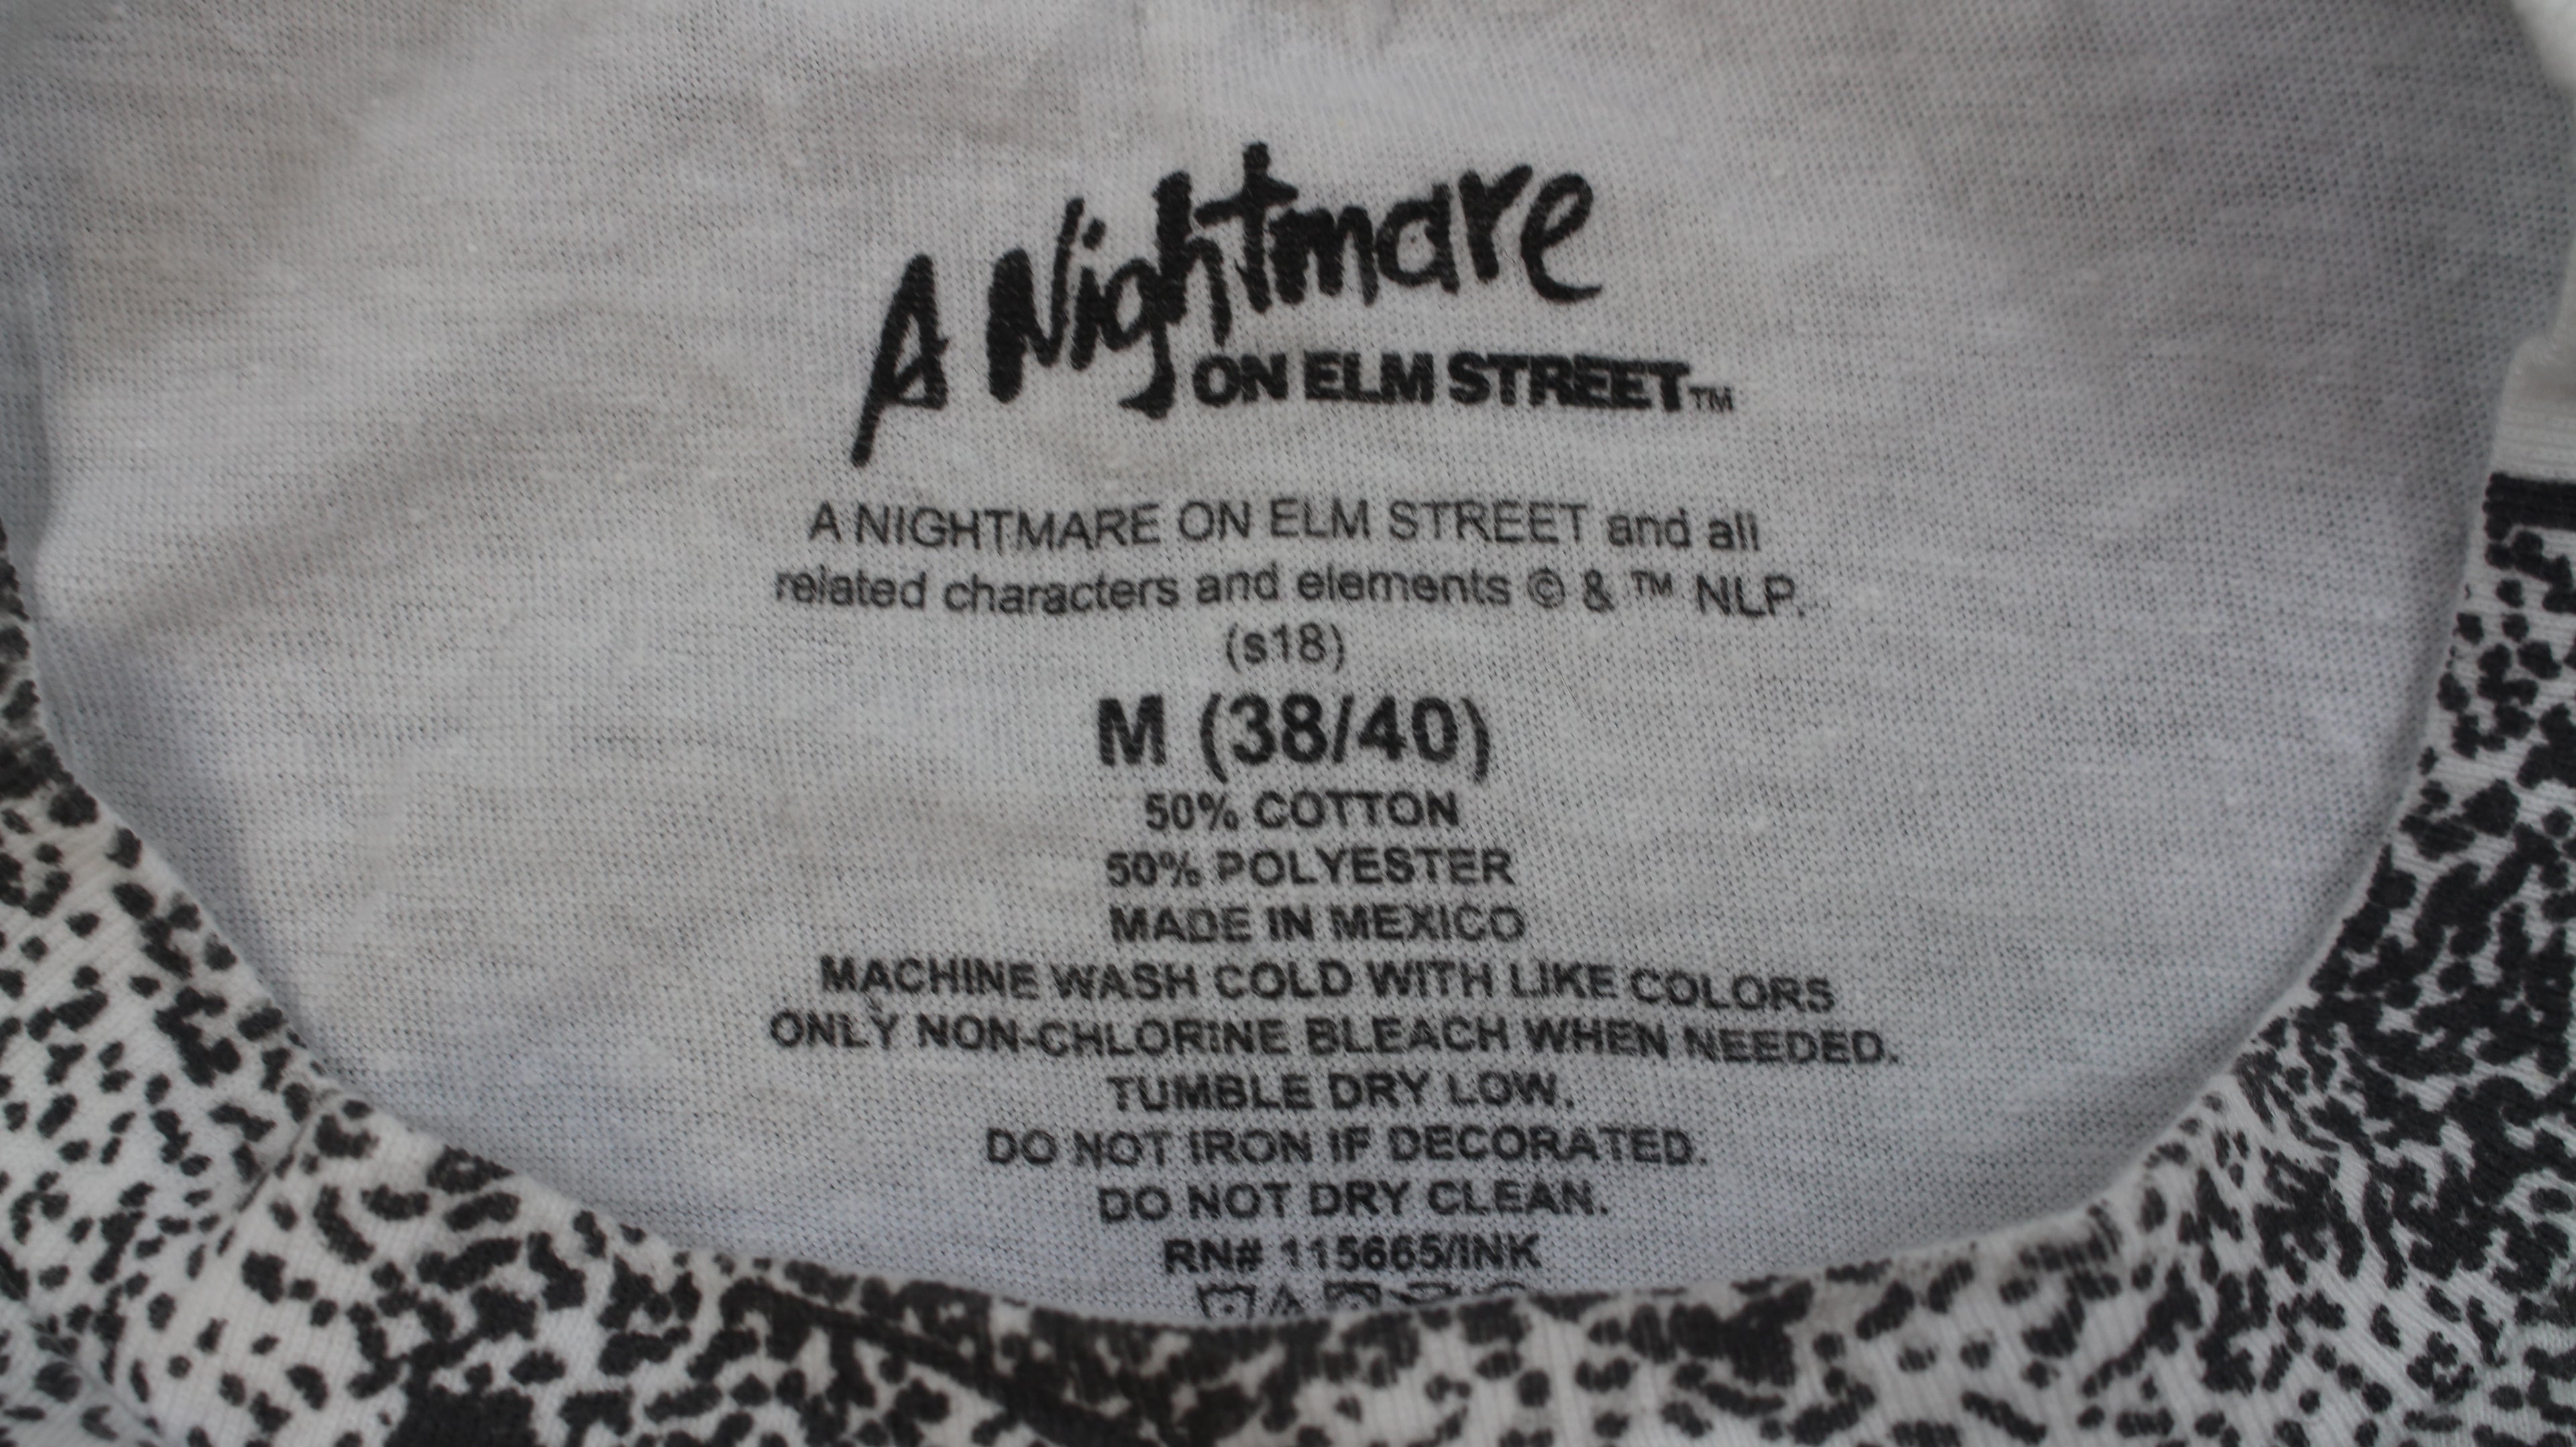 A Nightmare
ON ELM STREET™
A NIGHTMARE ON ELM STREET and all
related characters and elements © & ™ NLP.
(s18)
M (38/40)
50% COTTON
50% POLYESTER
MADE IN MEXICO
MACHINE WASH COLD WITH LIKE COLORS
ONLY NON-CHLORINE BLEACH WHEN NEEDED.
TUMBLE DRY LOW.
DO NOT IRON IF DECORATED.
DO NOT DRY CLEAN.
RN# 115665/INK